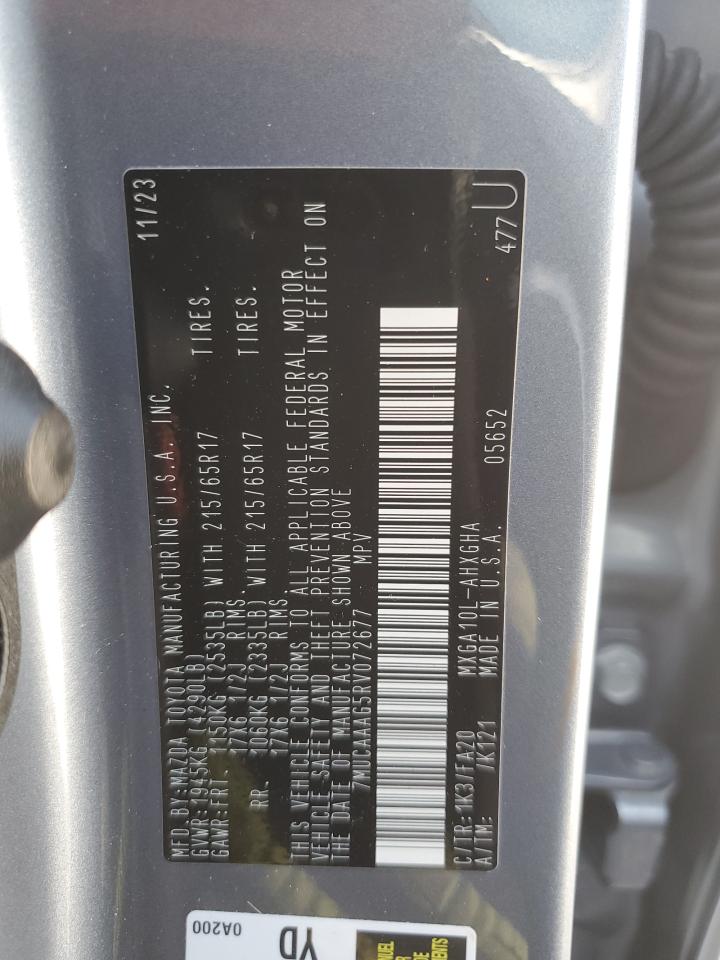 MFD.BY:MAZDA TOYOTA MANUFACTURING U.S.A. INC. 11/23
GVWR:1945KG (4290LB)
GAWR:FRT. 1150KG (2535LB) WITH 215/65R17 TIRES.
17X6 1/2J RIMS.
RR. 1060KG (2335LB) WITH 215/65R17 TIRES.
17X6 1/2J RIMS.
THIS VEHICLE CONFORMS TO ALL APPLICABLE FEDERAL MOTOR
VEHICLE SAFETY AND THEFT PREVENTION STANDARDS IN EFFECT ON
THE DATE OF MANUFACTURE SHOWN ABOVE
7MUCAAAG5RV072677 MPV
C/TR:1K3/FA20 MXGA10L-AHXGHA 05652 477U
A/TM: /K121 MADE IN U.S.A.
0A200
YD